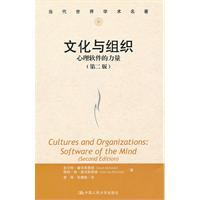 当代世界学术名著
文化与组织
心理软件的力量
（第二版）
Cultures and Organizations:
Software of the Mind
(Second Edition)
中国人民大学出版社